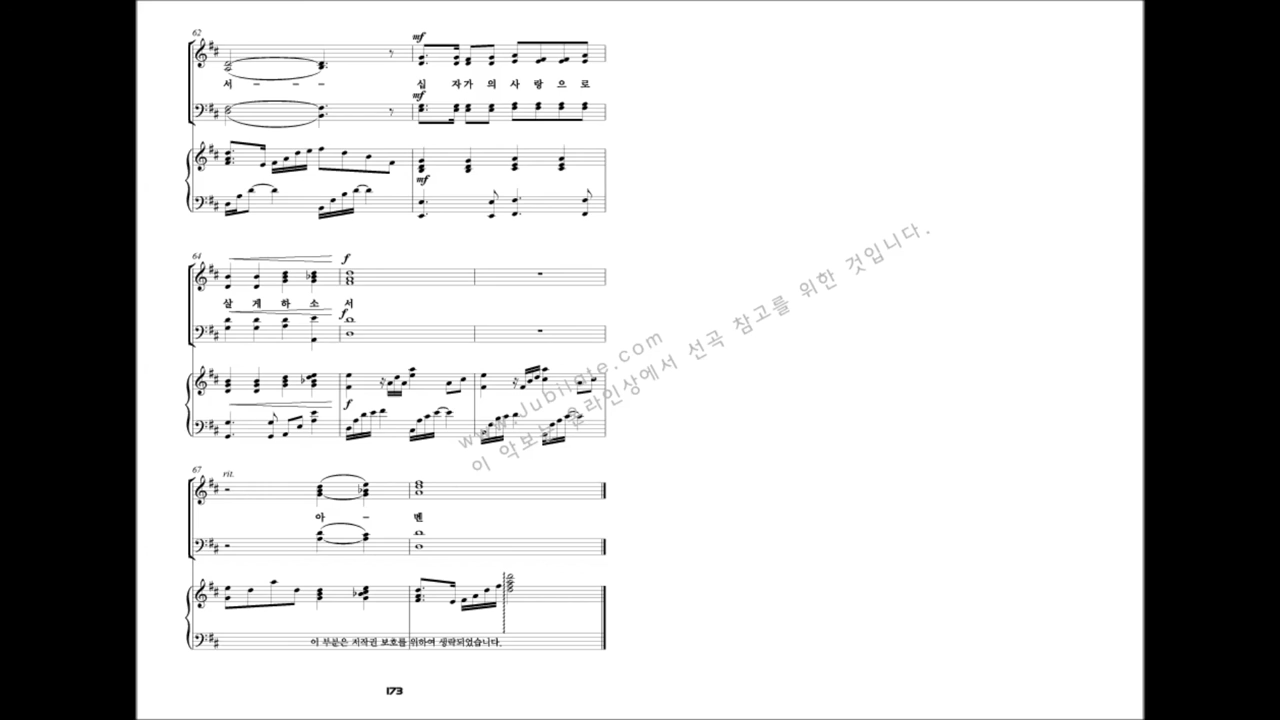 62
mf
서 - - - - 십 자가 의 사 랑 으 로
mf
mf
64
f
살 게 하 소 서
f
f
www.Jubilate.com
이 악보는 온라인상에서 선곡 참고를 위한 것입니다.
67
rit.
아 - 멘
이 부분은 저작권 보호를 위하여 생략되었습니다.
173